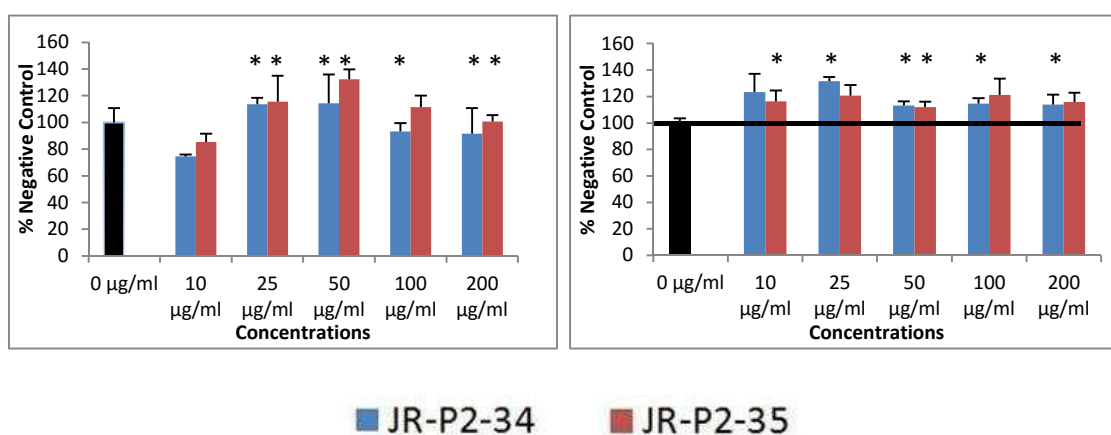 160
140
120
100
80
60
40
20
0
% Negative Control
* * * * * * *
0 µg/ml 10 25 50 100 200
µg/ml µg/ml µg/ml µg/ml µg/ml
Concentrations
160
140
120
100
80
60
40
20
0
% Negative Control
* * * * * *
0 µg/ml 10 25 50 100 200
µg/ml µg/ml µg/ml µg/ml µg/ml
Concentrations
JR-P2-34 JR-P2-35